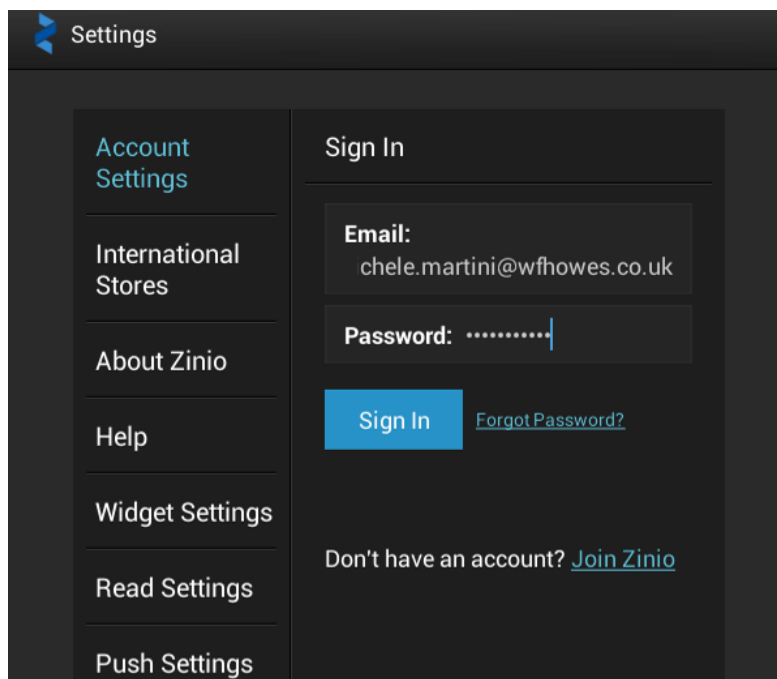 Settings
Account
Settings
International
Stores
About Zinio
Help
Widget Settings
Read Settings
Push Settings
Sign In
Email:
chele.martini@wfhowes.co.uk
Password: •••••••••••
Sign In
Forgot Password?
Don't have an account? Join Zinio